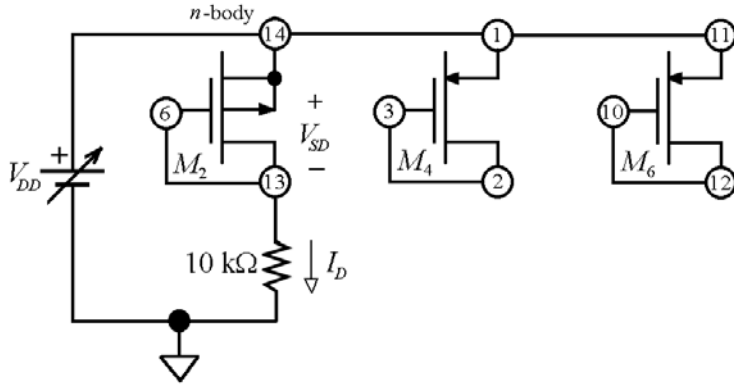 n-body
14
1
11
6
+
V_SD
−
3
10
M_2
M_4
M_6
+
V_DD
13
2
12
10 kΩ
I_D